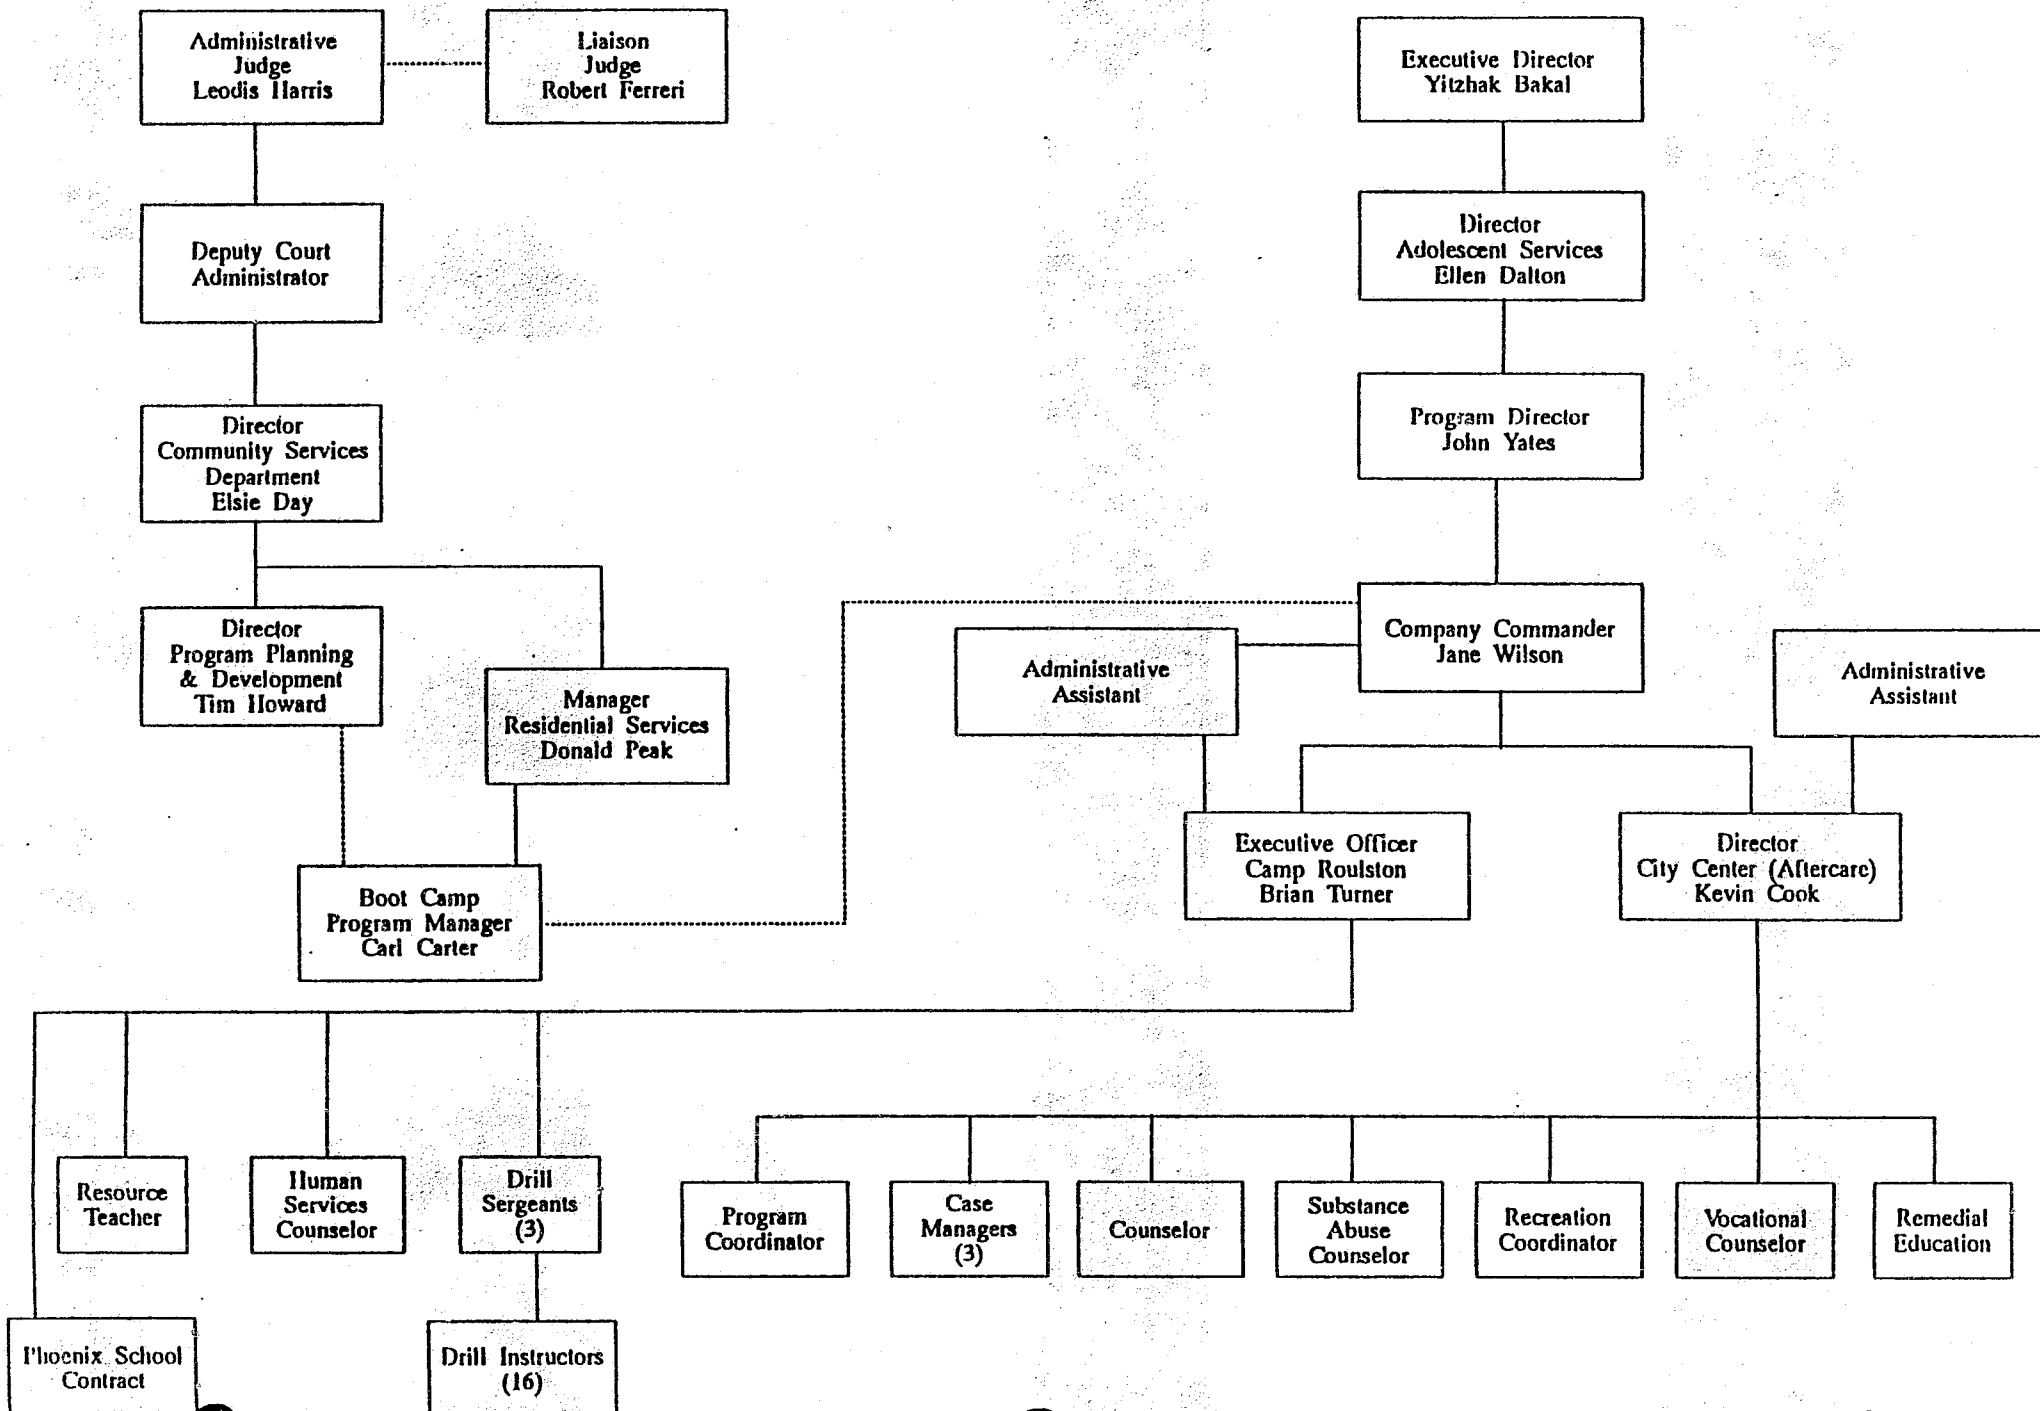 Administrative
Judge
Leodis Harris
Liaison
Judge
Robert Ferreri
Executive Director
Yitzhak Bakal
Deputy Court
Administrator
Director
Adolescent Services
Ellen Dalton
Director
Community Services
Department
Elsie Day
Program Director
John Yates
Director
Program Planning
& Development
Tim Howard
Manager
Residential Services
Donald Peak
Administrative
Assistant
Company Commander
Jane Wilson
Administrative
Assistant
Boot Camp
Program Manager
Carl Carter
Executive Officer
Camp Roulston
Brian Turner
Director
City Center (Aftercare)
Kevin Cook
Resource
Teacher
Human
Services
Counselor
Drill
Sergeants
(3)
Program
Coordinator
Case
Managers
(3)
Counselor
Substance
Abuse
Counselor
Recreation
Coordinator
Vocational
Counselor
Remedial
Education
Phoenix School
Contract
Drill Instructors
(16)